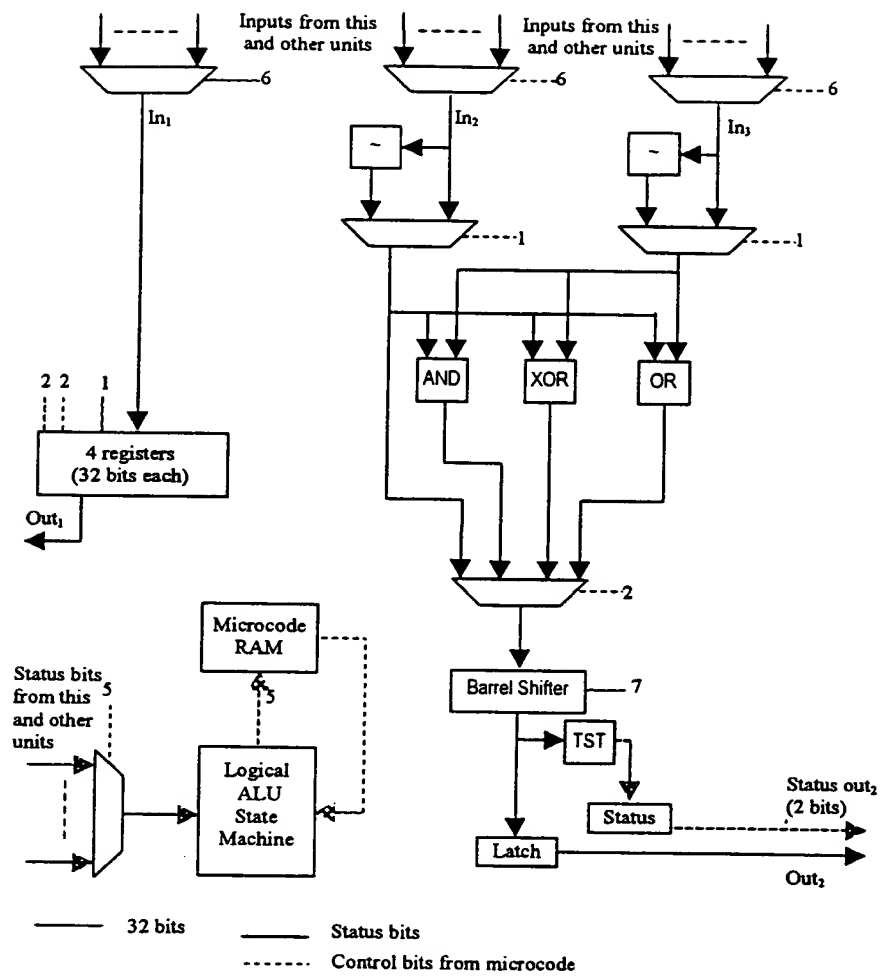 Inputs from this
and other units
Inputs from this
and other units
6
6
6
In₁
In₂
In₃
~
~
1
1
2 2 1
AND
XOR
OR
4 registers
(32 bits each)
Out₁
2
Microcode
RAM
Barrel Shifter
7
Status bits
from this
and other
units
5
5
TST
Logical
ALU
State
Machine
Status out₂
(2 bits)
Status
Latch
Out₂
32 bits
Status bits
Control bits from microcode